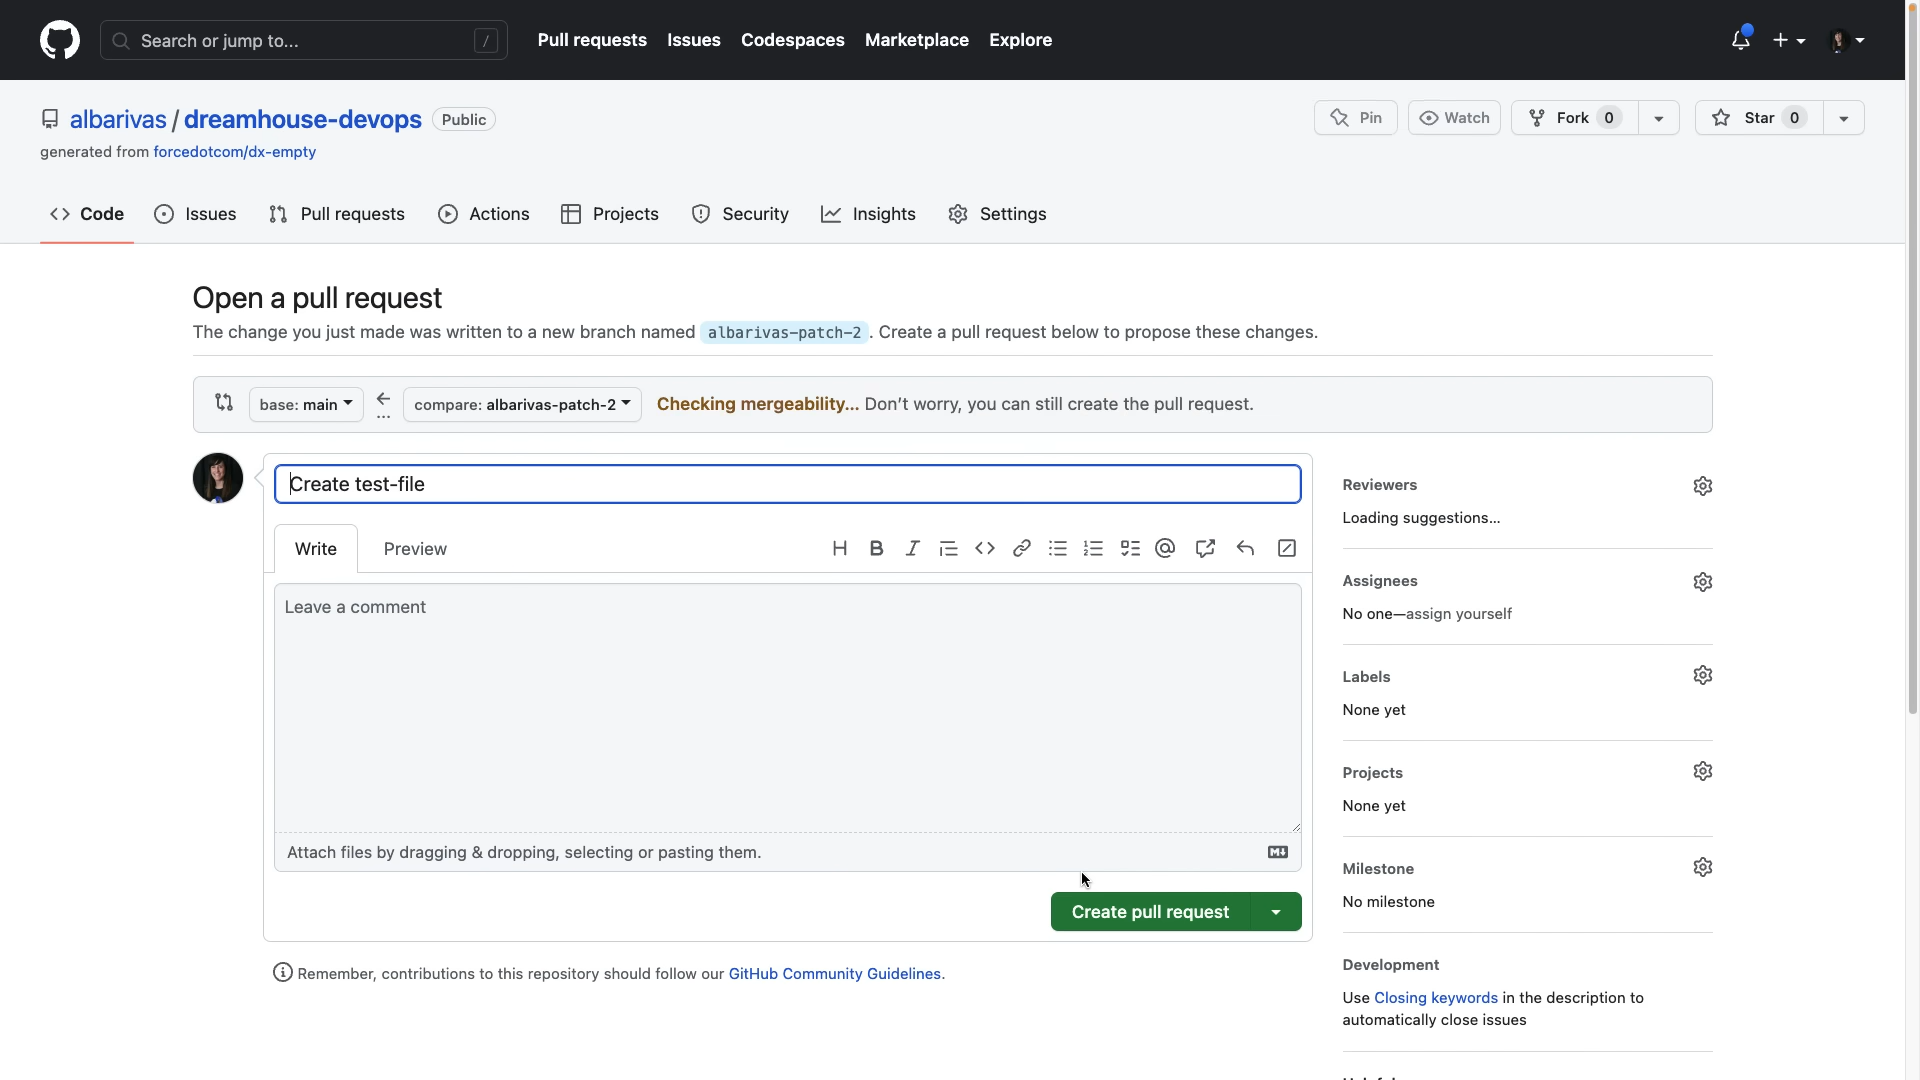 Search or jump to... /
Pull requests Issues Codespaces Marketplace Explore
albarivas / dreamhouse-devops Public
Pin Watch Fork 0 Star 0
generated from forcedotcom/dx-empty
Code Issues Pull requests Actions Projects Security Insights Settings
Open a pull request
The change you just made was written to a new branch named albarivas-patch-2. Create a pull request below to propose these changes.
base: main compare: albarivas-patch-2 Checking mergeability... Don't worry, you can still create the pull request.
Create test-file
Write Preview
Leave a comment
Attach files by dragging & dropping, selecting or pasting them.
Create pull request
Remember, contributions to this repository should follow our GitHub Community Guidelines.
Reviewers
Loading suggestions...
Assignees
No one—assign yourself
Labels
None yet
Projects
None yet
Milestone
No milestone
Development
Use Closing keywords in the description to
automatically close issues